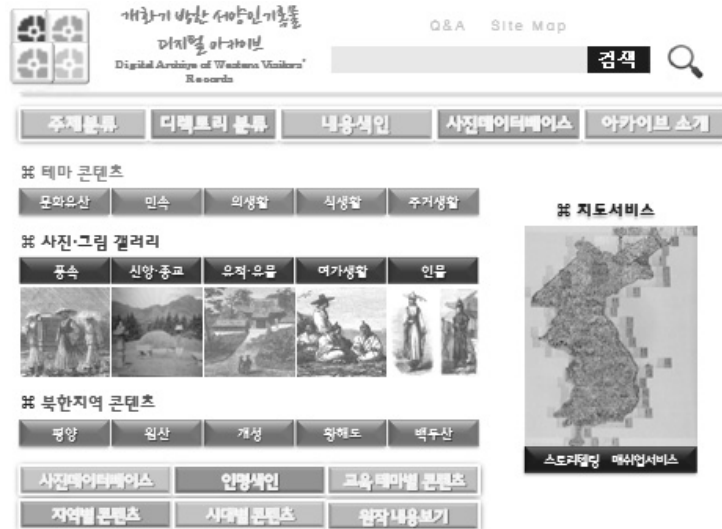 개화기 방한 서양인기록물
디지털 아카이브
Digital Archive of Western Visitors'
Records
Q&A Site Map
검색
주제분류 디렉토리 분류 내용색인 사진데이터베이스 아카이브 소개
⌘ 테마 콘텐츠
문화유산 민속 의생활 식생활 주거생활
⌘ 사진·그림 갤러리
풍속 신앙·종교 유적·유물 여가생활 인물
⌘ 북한지역 콘텐츠
평양 원산 개성 황해도 백두산
⌘ 지도서비스
스토리텔링 매쉬업서비스
사진데이터베이스 인명색인 교육 테마별 콘텐츠
지역별 콘텐츠 시대별 콘텐츠 원작 내용보기